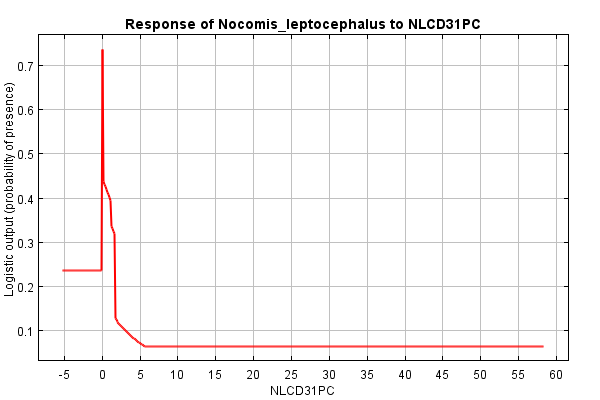 Response of Nocomis_leptocephalus to NLCD31PC
Logistic output (probability of presence)
0.7
0.6
0.5
0.4
0.3
0.2
0.1
-5 0 5 10 15 20 25 30 35 40 45 50 55 60
NLCD31PC